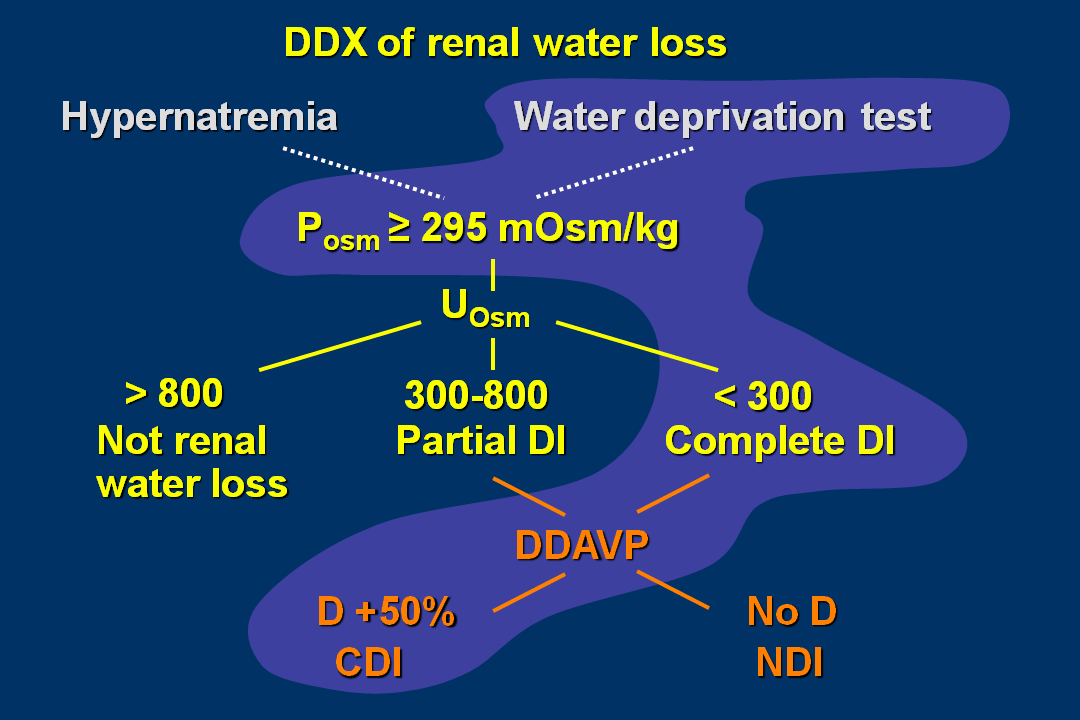 DDX of renal water loss
Hypernatremia
Water deprivation test
Posm ≥ 295 mOsm/kg
UOsm
> 800
Not renal
water loss
300-800
Partial DI
< 300
Complete DI
DDAVP
D +50%
CDI
No D
NDI